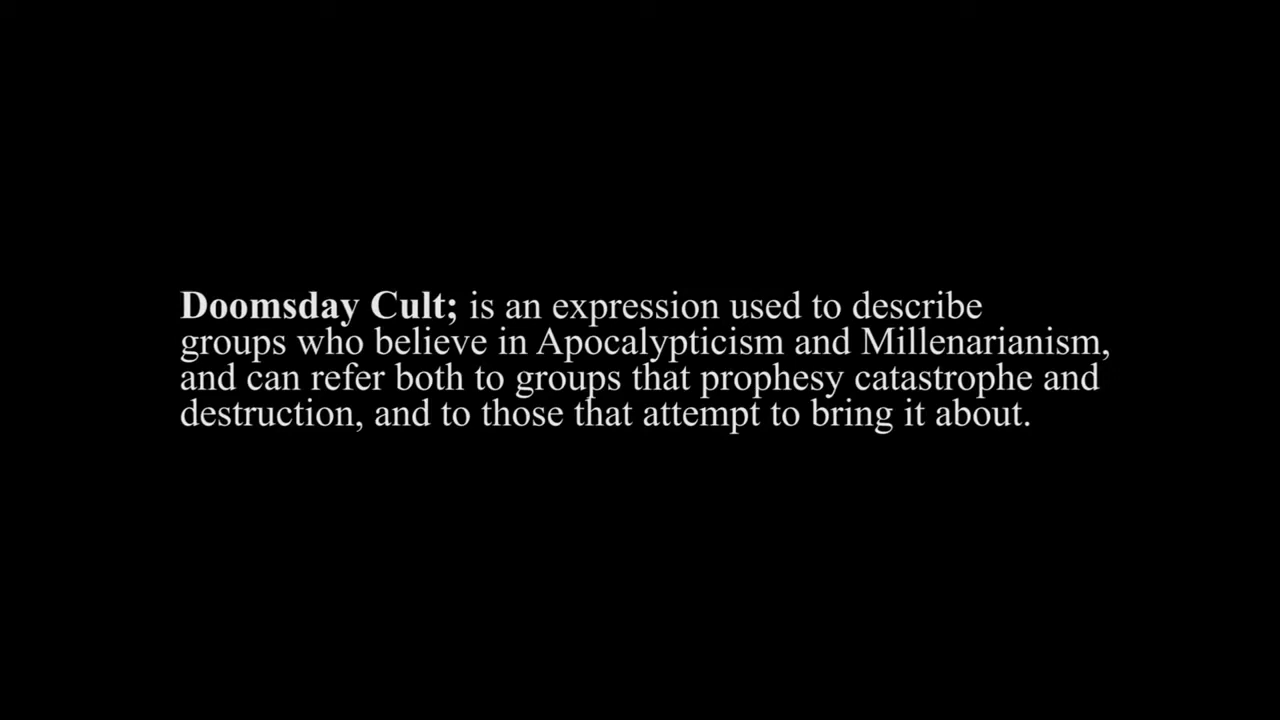 Doomsday Cult; is an expression used to describe
groups who believe in Apocalypticism and Millenarianism,
and can refer both to groups that prophesy catastrophe and
destruction, and to those that attempt to bring it about.